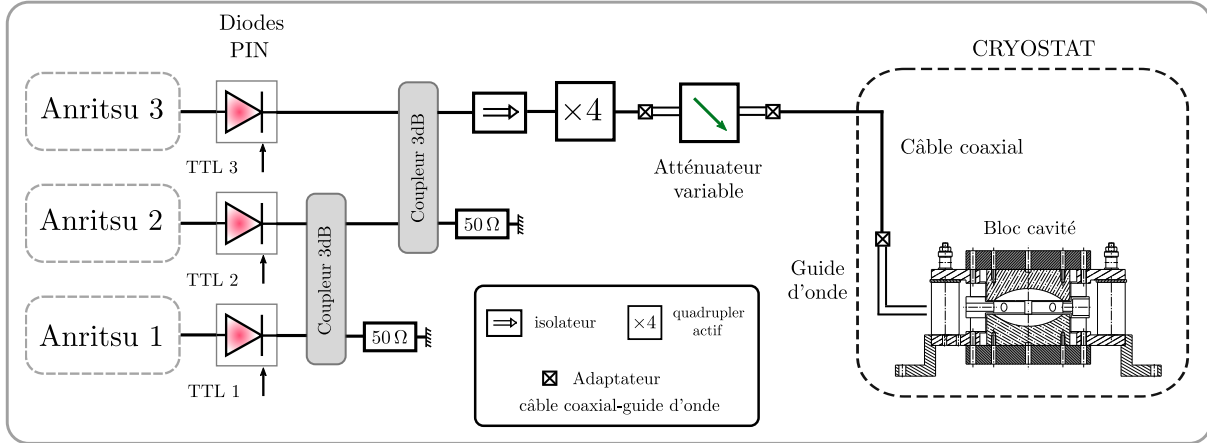 Diodes
PIN
CRYOSTAT
Anritsu 3
TTL 3
Coupleur 3dB
⇒
×4
Atténuateur
variable
Câble coaxial
Anritsu 2
TTL 2
Coupleur 3dB
50 Ω
Bloc cavité
Guide
d'onde
Anritsu 1
TTL 1
50 Ω
⇒ isolateur
×4 quadrupler
actif
Adaptateur
câble coaxial-guide d'onde